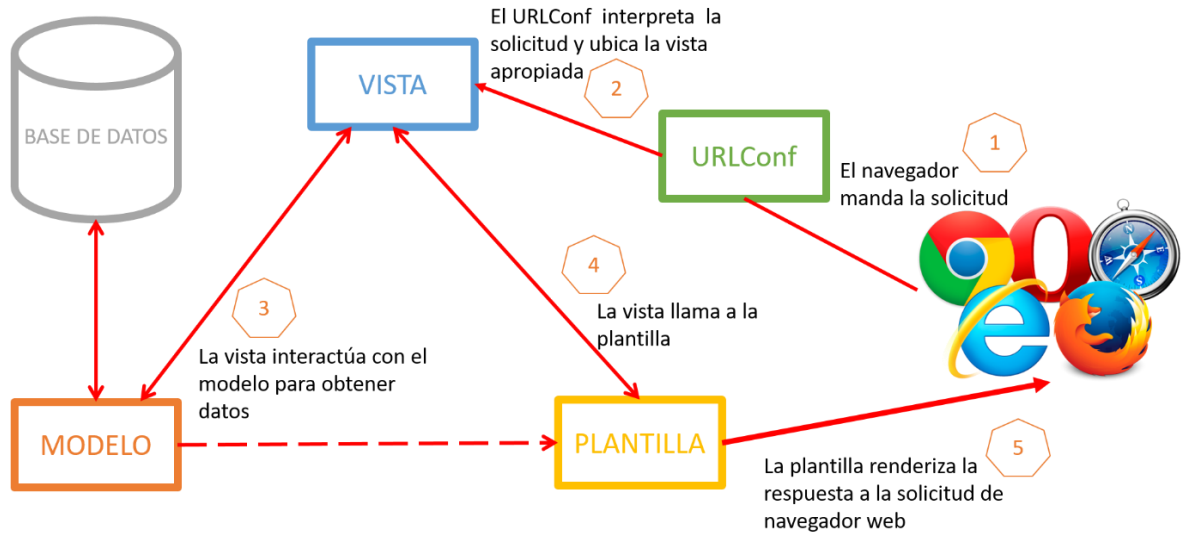 El URLConf interpreta la
solicitud y ubica la vista
apropiada
2
VISTA
BASE DE DATOS
URLConf
1
El navegador
manda la solicitud
N
E
S
W
3
La vista interactúa con el
modelo para obtener
datos
4
La vista llama a la
plantilla
MODELO
PLANTILLA
5
La plantilla renderiza la
respuesta a la solicitud de
navegador web